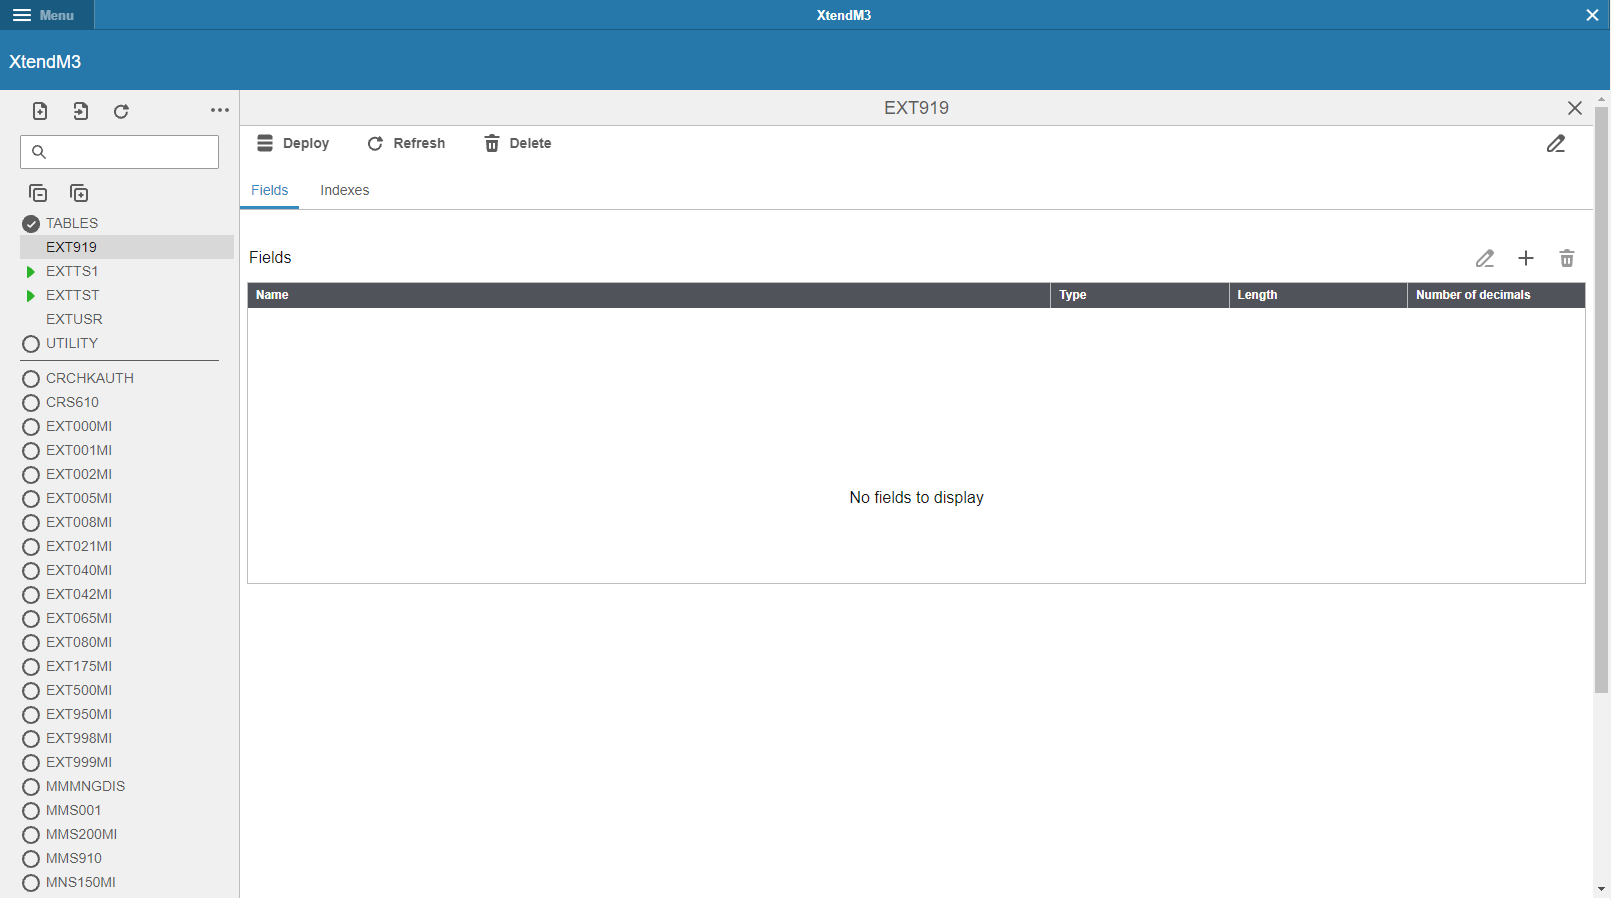 Menu
XtendM3
XtendM3
EXT919
Deploy Refresh Delete
Fields Indexes
TABLES
EXT919
EXTTS1
EXTTST
EXTUSR
UTILITY
CRCHKAUTH
CRS610
EXT000MI
EXT001MI
EXT002MI
EXT005MI
EXT008MI
EXT021MI
EXT040MI
EXT042MI
EXT065MI
EXT080MI
EXT175MI
EXT500MI
EXT950MI
EXT998MI
EXT999MI
MMMNGDIS
MMS001
MMS200MI
MMS910
MNS150MI
Fields
Name Type Length Number of decimals
No fields to display